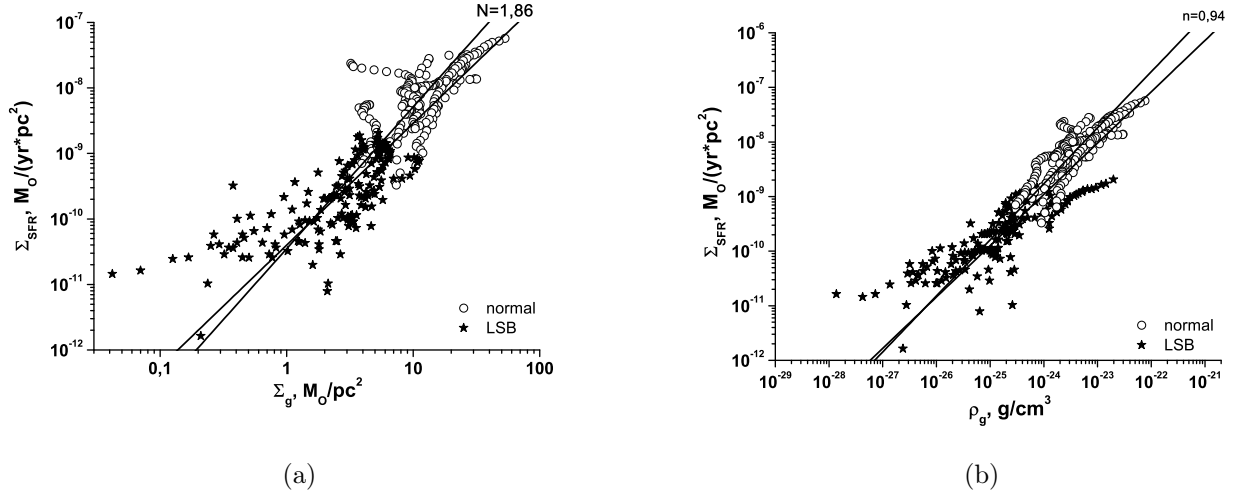 N=1,86
10⁻⁷
10⁻⁸
10⁻⁹
10⁻¹⁰
10⁻¹¹
10⁻¹²
Σ_SFR, M_O/(yr*pc²)
normal
LSB
0,1 1 10 100
Σ_g, M_O/pc²
(a)
n=0,94
10⁻⁶
10⁻⁷
10⁻⁸
10⁻⁹
10⁻¹⁰
10⁻¹¹
10⁻¹²
Σ_SFR, M_O/(yr*pc²)
normal
LSB
10⁻²⁹ 10⁻²⁸ 10⁻²⁷ 10⁻²⁶ 10⁻²⁵ 10⁻²⁴ 10⁻²³ 10⁻²² 10⁻²¹
ρ_g, g/cm³
(b)